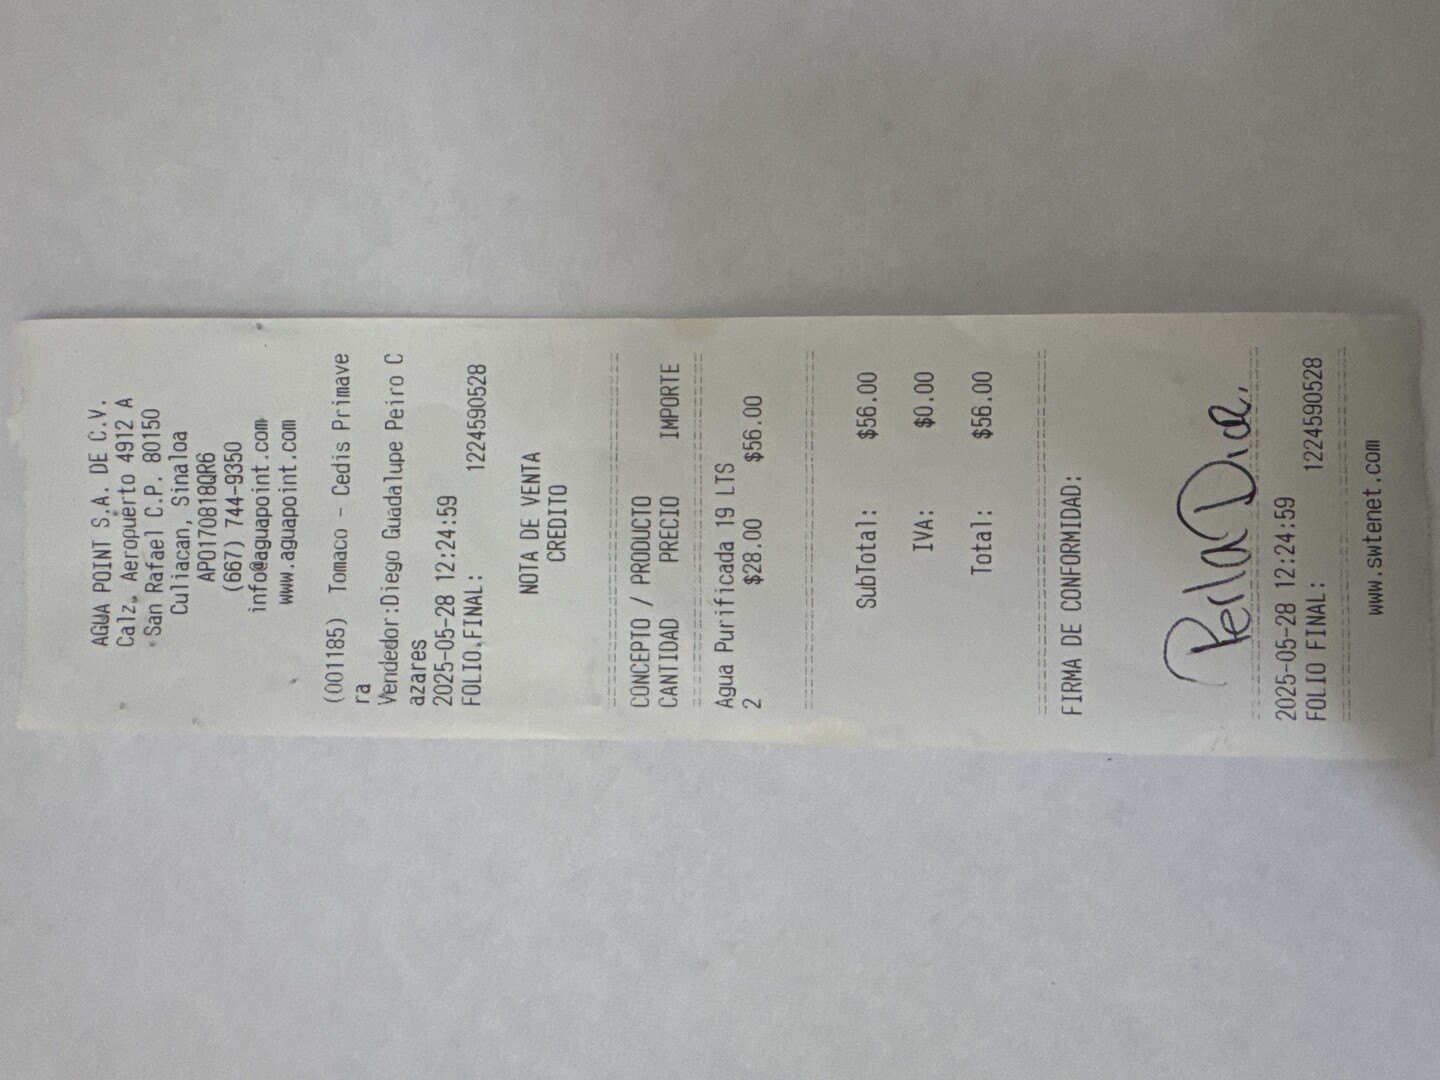 AGUA POINT S.A. DE C.V.
Calz. Aeropuerto 4912 A
San Rafael C.P. 80150
Culiacan, Sinaloa
APO170818QR6
(667) 744-9350
info@aguapoint.com
www.aguapoint.com
(001185) Tomaco - Cedis Primave
ra
Vendedor:Diego Guadalupe Peiro C
azares
2025-05-28 12:24:59
FOLIO FINAL: 1224590528
NOTA DE VENTA
CREDITO
CONCEPTO / PRODUCTO
CANTIDAD PRECIO IMPORTE
Agua Purificada 19 LTS
2 $28.00 $56.00
SubTotal: $56.00
IVA: $0.00
Total: $56.00
FIRMA DE CONFORMIDAD:
Perla
2025-05-28 12:24:59
FOLIO FINAL: 1224590528
www.swtenet.com